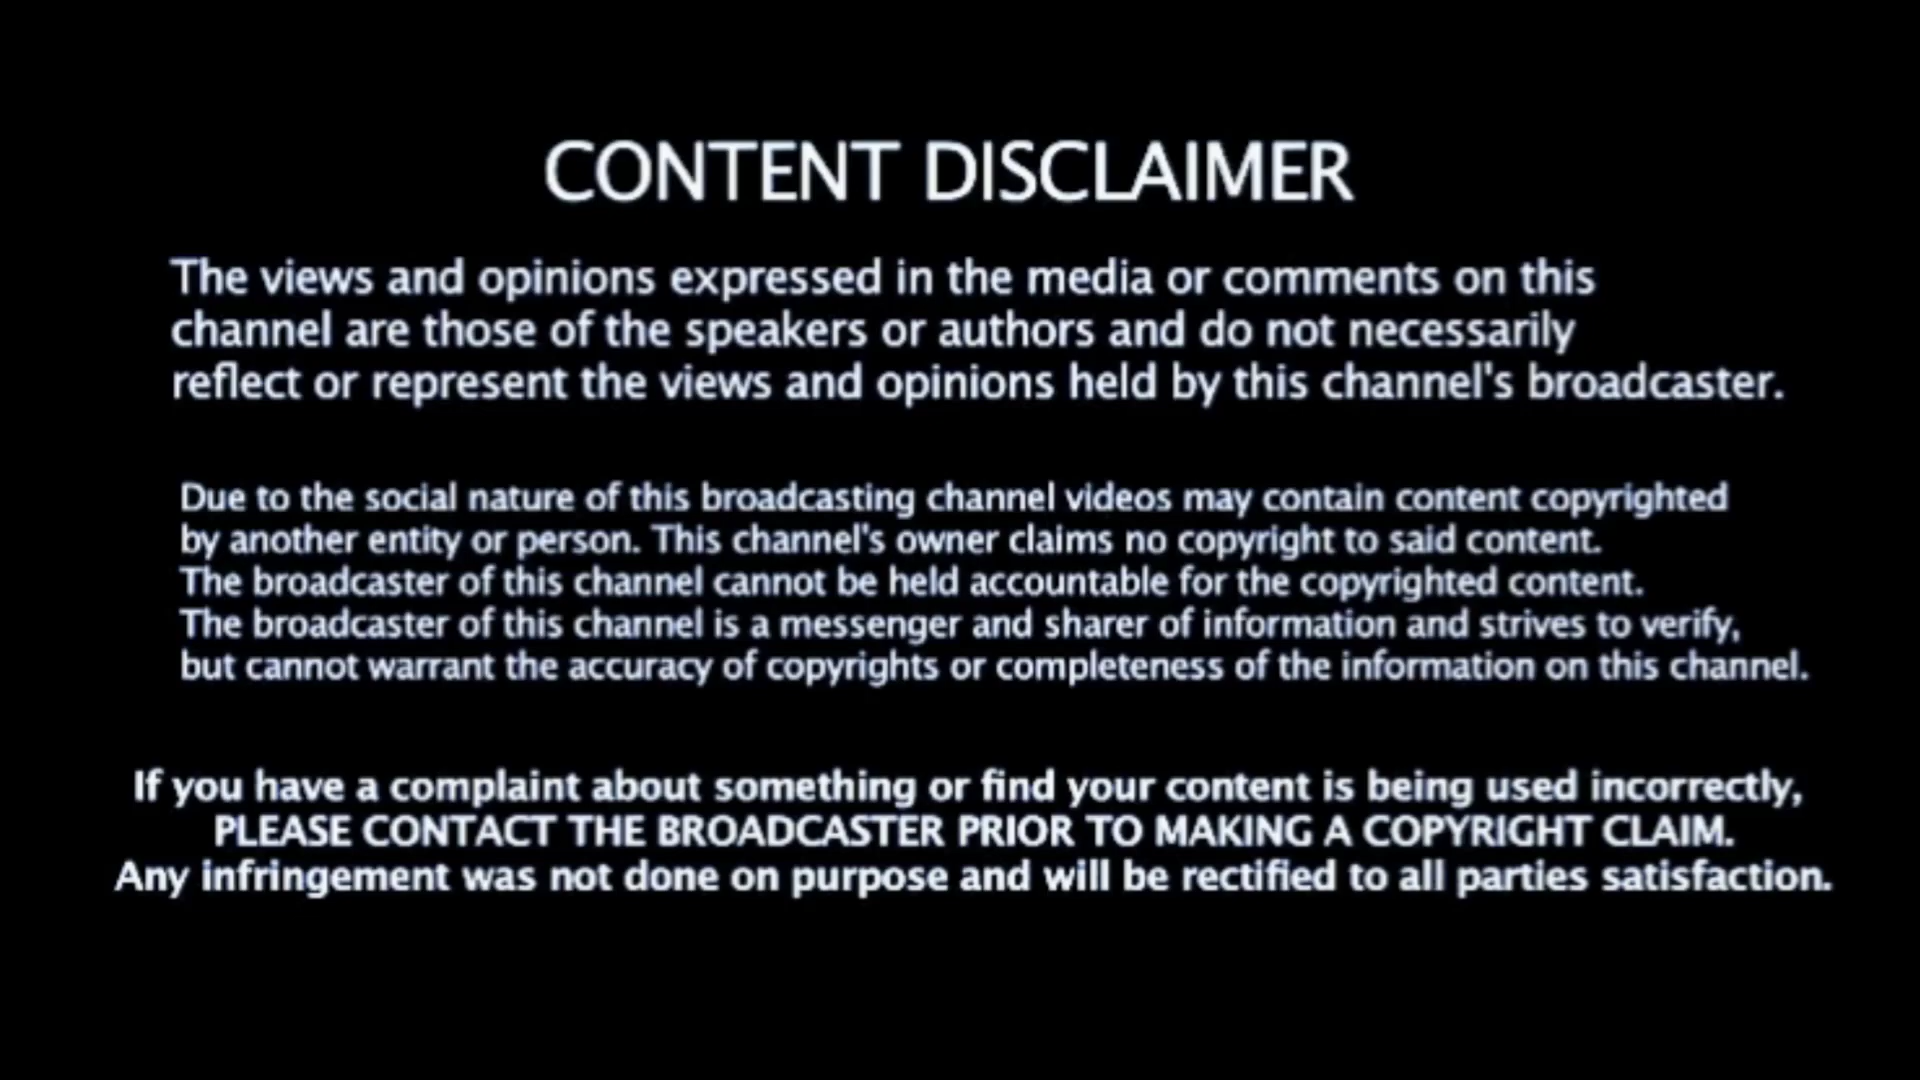 CONTENT DISCLAIMER
The views and opinions expressed in the media or comments on this
channel are those of the speakers or authors and do not necessarily
reflect or represent the views and opinions held by this channel's broadcaster.
Due to the social nature of this broadcasting channel videos may contain content copyrighted
by another entity or person. This channel's owner claims no copyright to said content.
The broadcaster of this channel cannot be held accountable for the copyrighted content.
The broadcaster of this channel is a messenger and sharer of information and strives to verify,
but cannot warrant the accuracy of copyrights or completeness of the information on this channel.
If you have a complaint about something or find your content is being used incorrectly,
PLEASE CONTACT THE BROADCASTER PRIOR TO MAKING A COPYRIGHT CLAIM.
Any infringement was not done on purpose and will be rectified to all parties satisfaction.